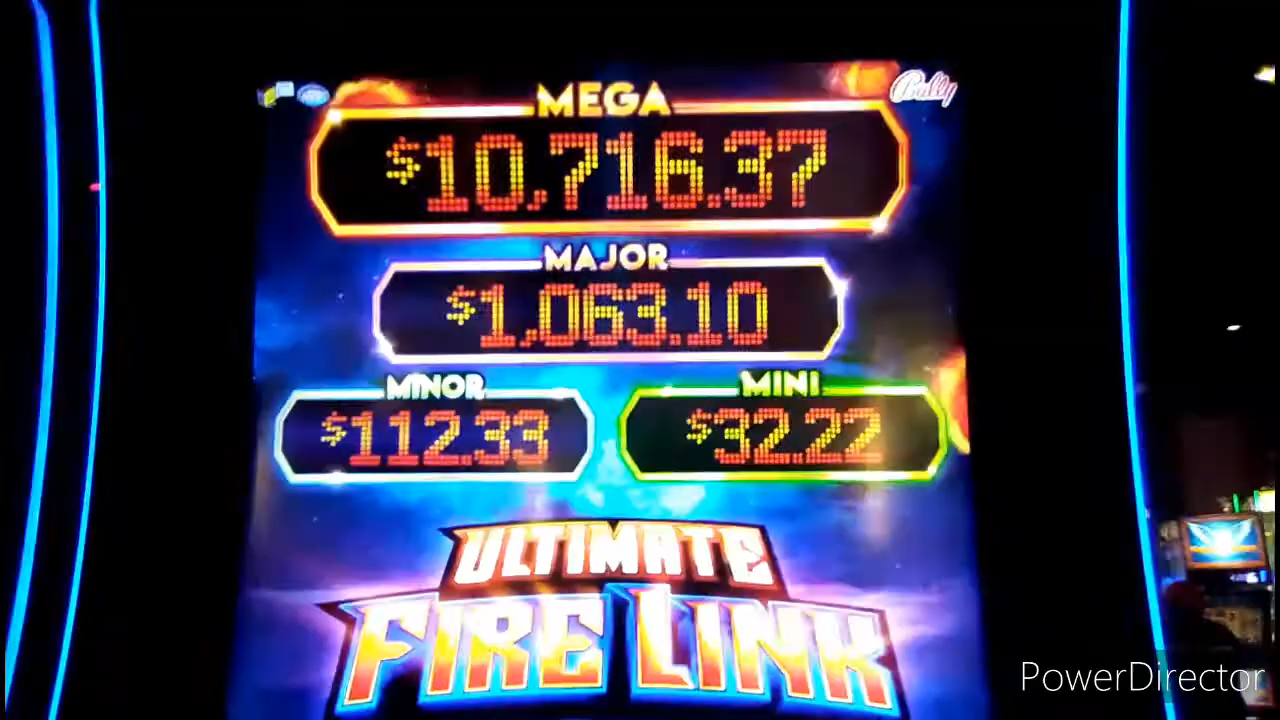 MEGA
Bally
$10,716.37
MAJOR
$1,063.10
MINOR
MINI
$112.33
$32.22
ULTIMATE
FIRE LINK
PowerDirector